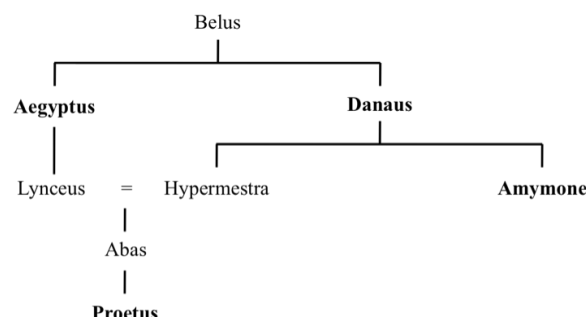 Belus
Aegyptus Danaus
Lynceus = Hypermestra Amymone
Abas
Proetus